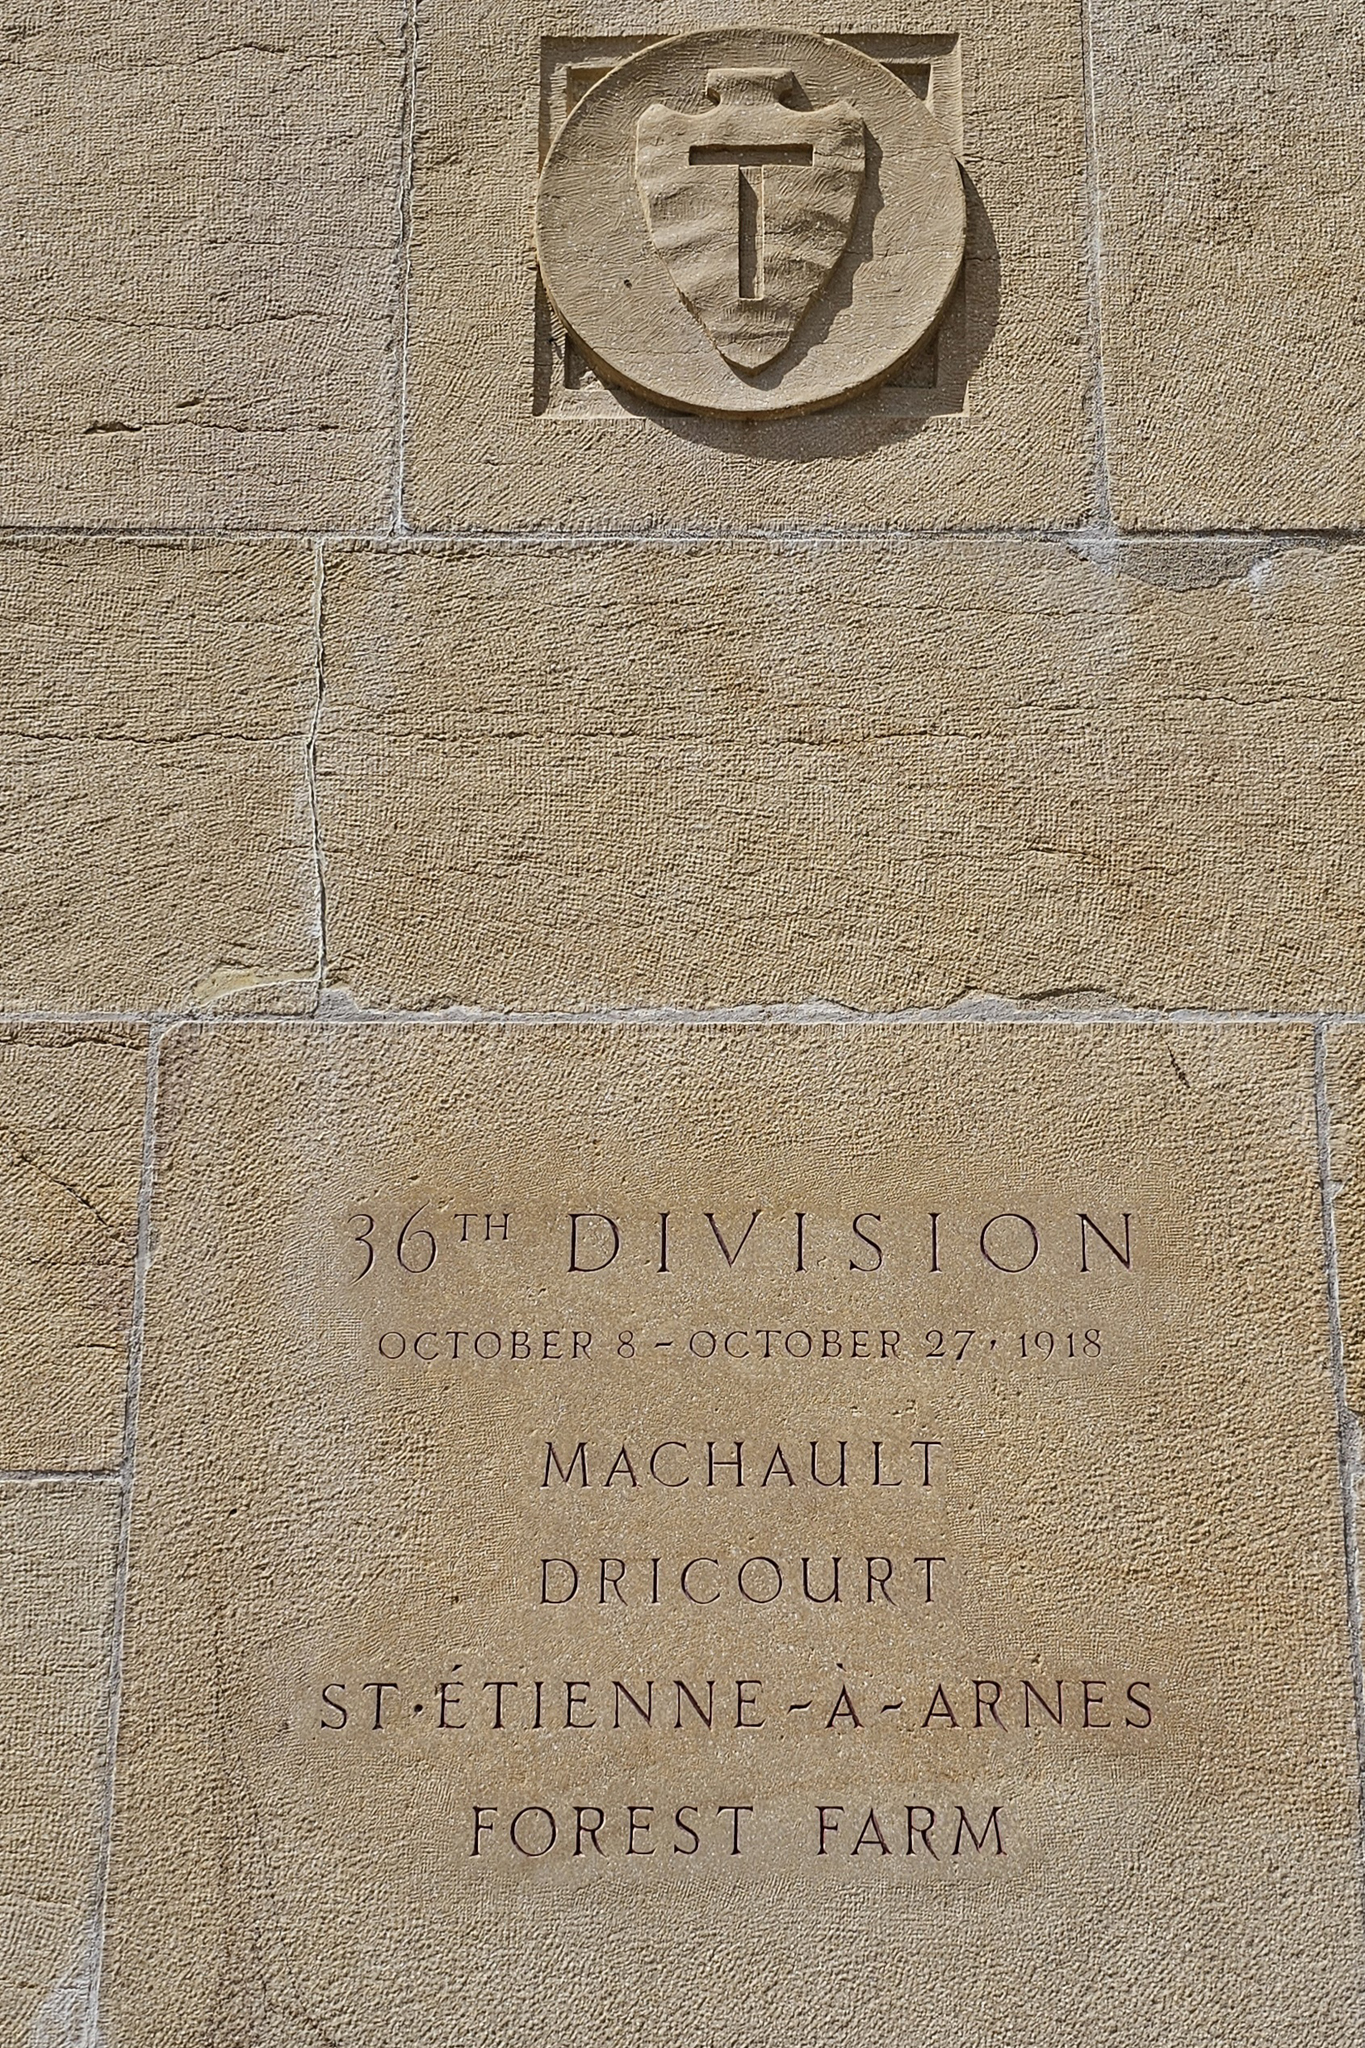 T
36TH DIVISION
OCTOBER 8 - OCTOBER 27, 1918
MACHAULT
DRICOURT
ST·ÉTIENNE-À-ARNES
FOREST FARM